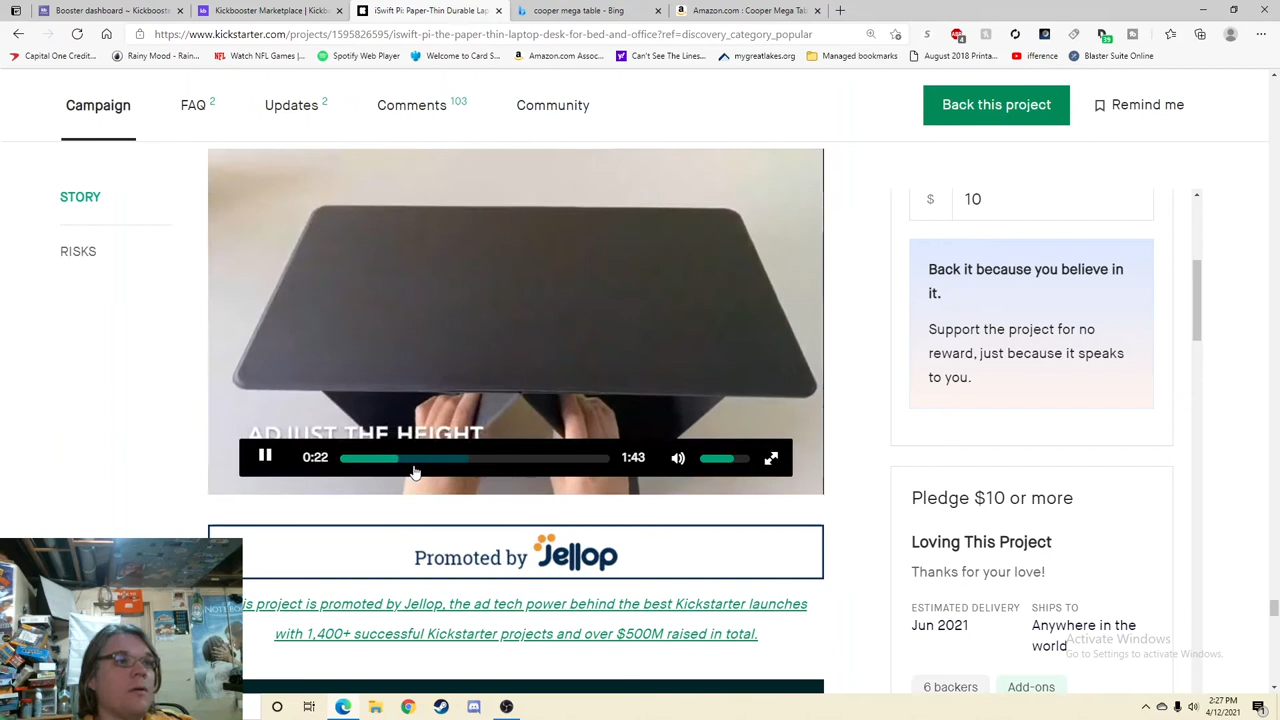 Booster dashboard ~ Kickbooste
Kickbooster Marketplace | Kickb
iSwift Pi: Paper-Thin Durable Lap
cooper mega table - Bing
Amazon.com : Cooper Mega Tab
https://www.kickstarter.com/projects/1595826595/iswift-pi-the-paper-thin-laptop-desk-for-bed-and-office?ref=discovery_category_popular
Capital One Credit...
Rainy Mood - Rain...
Watch NFL Games |...
Spotify Web Player
Welcome to Card S...
Amazon.com Assoc...
Can't See The Lines...
mygreatlakes.org
Managed bookmarks
August 2018 Printa...
ifference
Blaster Suite Online
Campaign
FAQ 2
Updates 2
Comments 103
Community
Back this project
Remind me
STORY
RISKS
ADJUST THE HEIGHT
0:22
1:43
$ 10
Back it because you believe in
it.
Support the project for no
reward, just because it speaks
to you.
Promoted by jellop
is project is promoted by Jellop, the ad tech power behind the best Kickstarter launches
with 1,400+ successful Kickstarter projects and over $500M raised in total.
Pledge $10 or more
Loving This Project
Thanks for your love!
ESTIMATED DELIVERY
Jun 2021
SHIPS TO
Anywhere in the
world
6 backers
Add-ons
Activate Windows
Go to Settings to activate Windows.
2:27 PM
4/12/2021